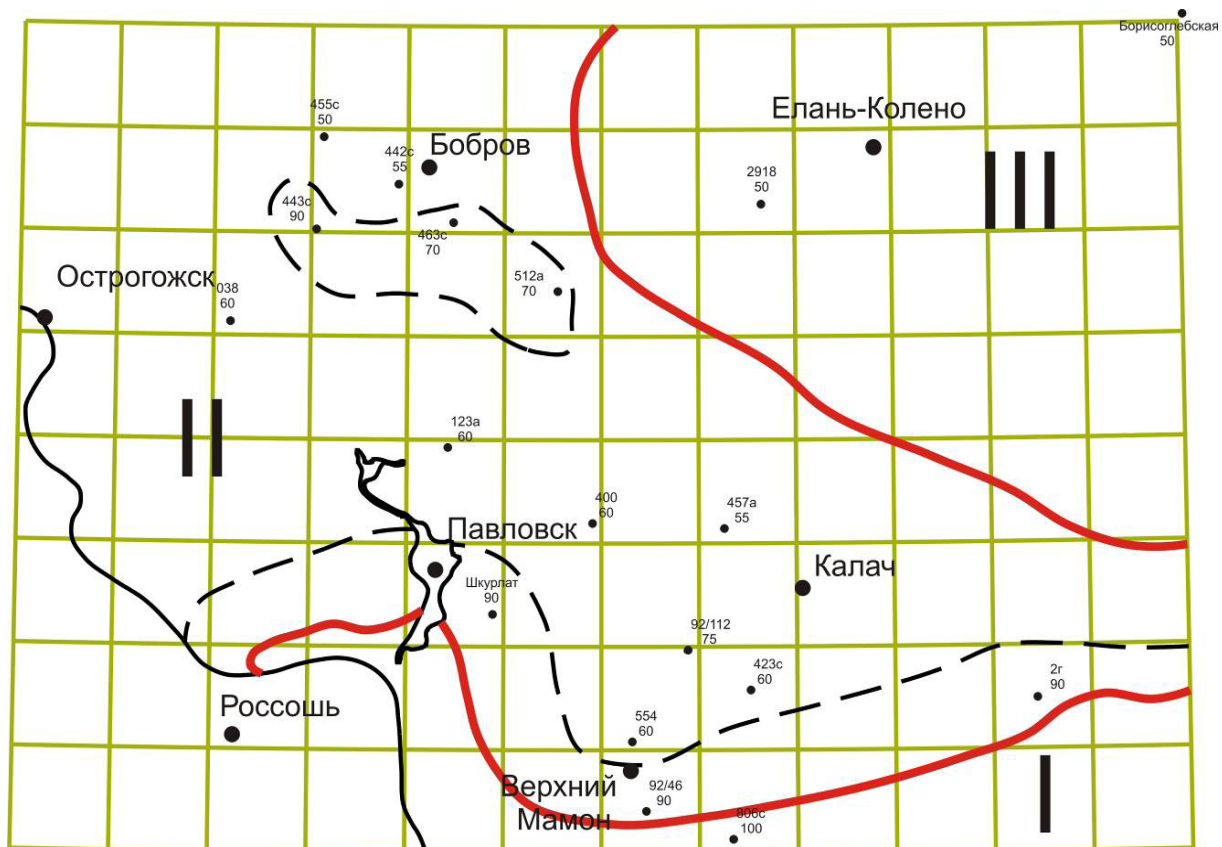 Борисоглебская
50
455с
50
Елань-Колено
Бобров
442с
55
2918
50
III
443с
90
463с
70
Острогожск
038
60
512а
70
II
123а
60
400
60
457а
55
Павловск
Калач
Шкурлат
90
92/112
75
423с
60
2г
90
Россошь
554
60
Верхний
Мамон
92/46
90
I
806с
100